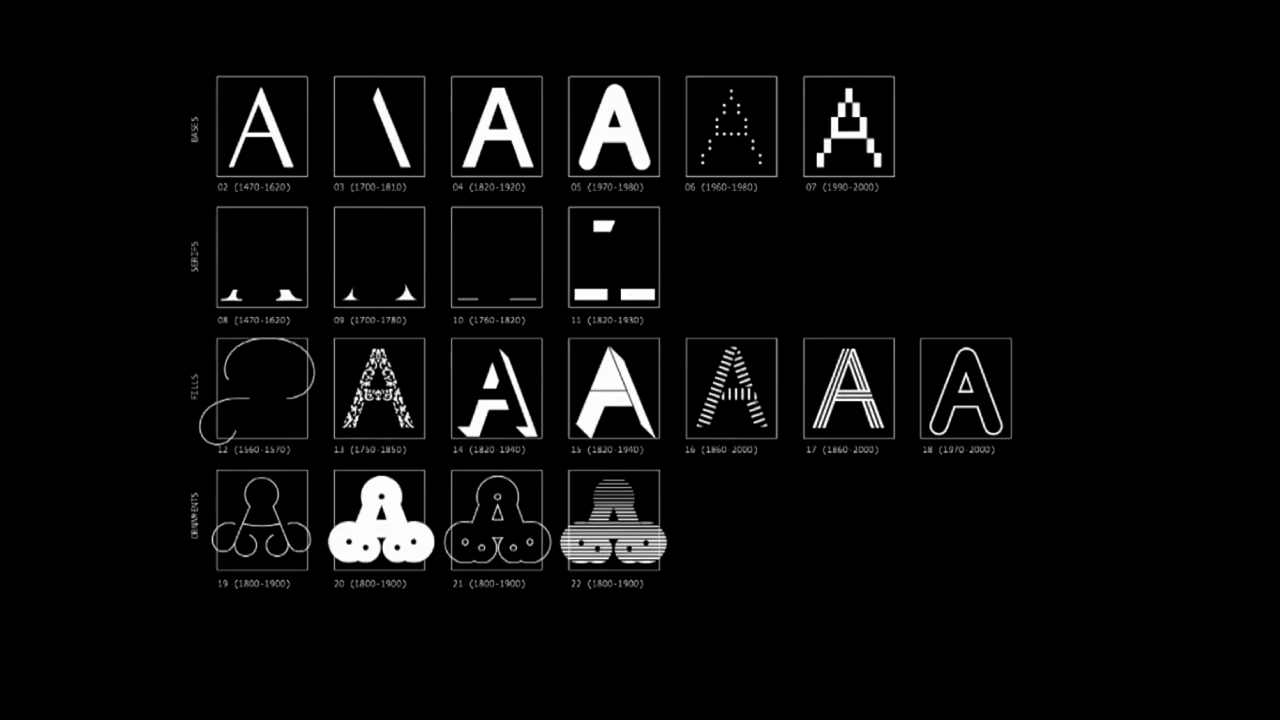 BASES
A A A A A
02 (1470-1620) 03 (1700-1810) 04 (1820-1920) 05 (1970-1980) 06 (1960-1980) 07 (1990-2000)
SERIFS
08 (1470-1620) 09 (1700-1780) 10 (1760-1820) 11 (1820-1930)
FILLS
A A A A A A
12 (1560-1570) 13 (1750-1850) 14 (1820-1940) 15 (1820-1940) 16 (1860-2000) 17 (1860-2000) 18 (1970-2000)
ORNAMENTS
A A A A
19 (1800-1900) 20 (1800-1900) 21 (1800-1900) 22 (1800-1900)